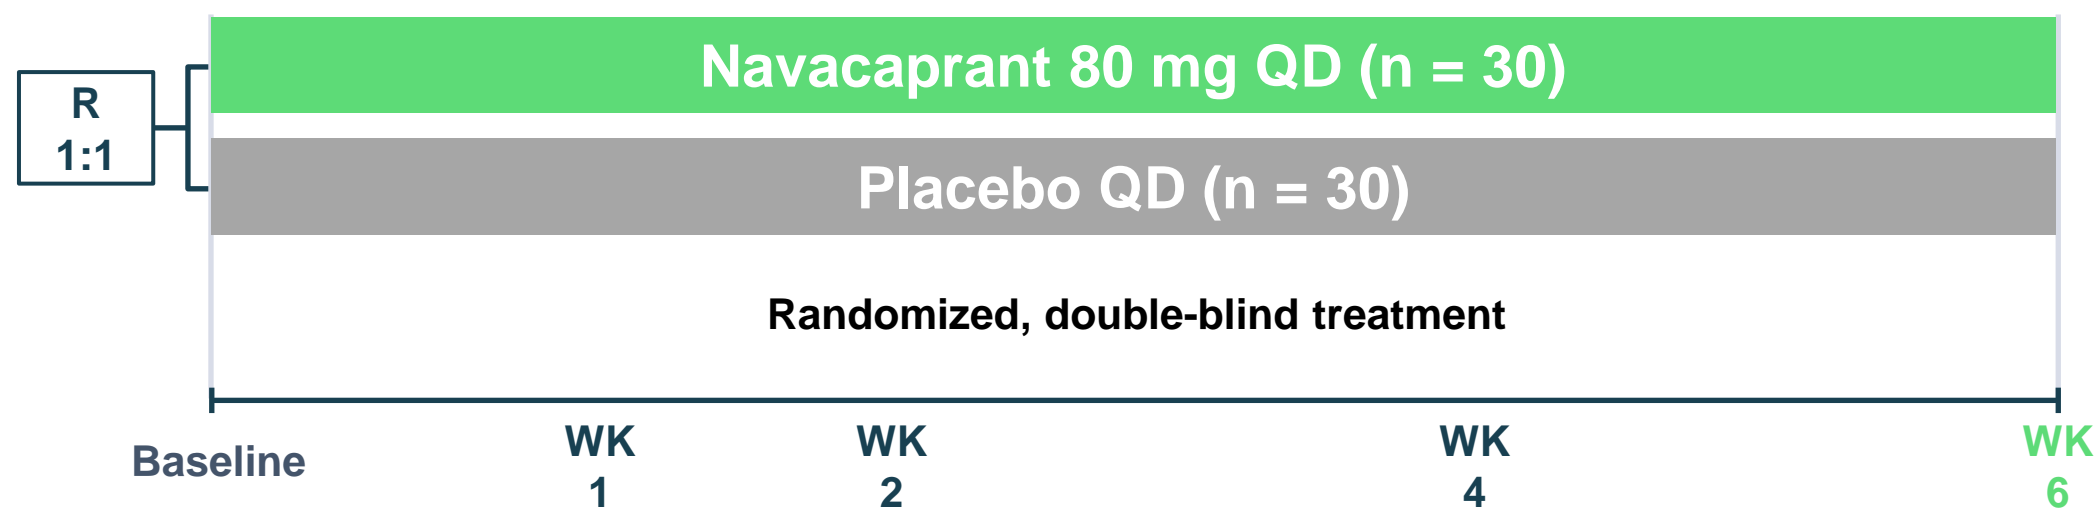 Navacaprant 80 mg QD (n = 30)
R
1:1
Placebo QD (n = 30)
Randomized, double-blind treatment
Baseline
WK
1
WK
2
WK
4
WK
6